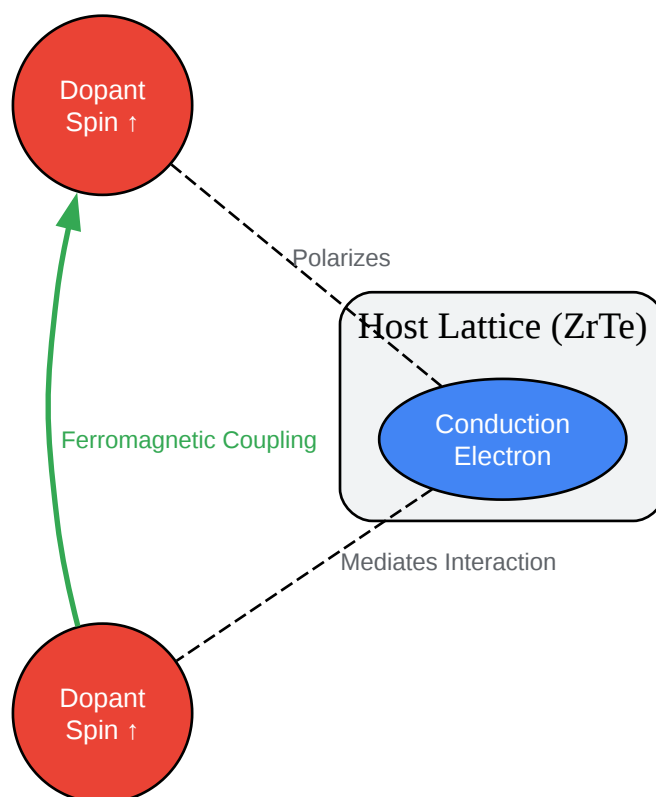 Dopant
Spin ↑
Polarizes
Host Lattice (ZrTe)
Conduction
Electron
Ferromagnetic Coupling
Mediates Interaction
Dopant
Spin ↑